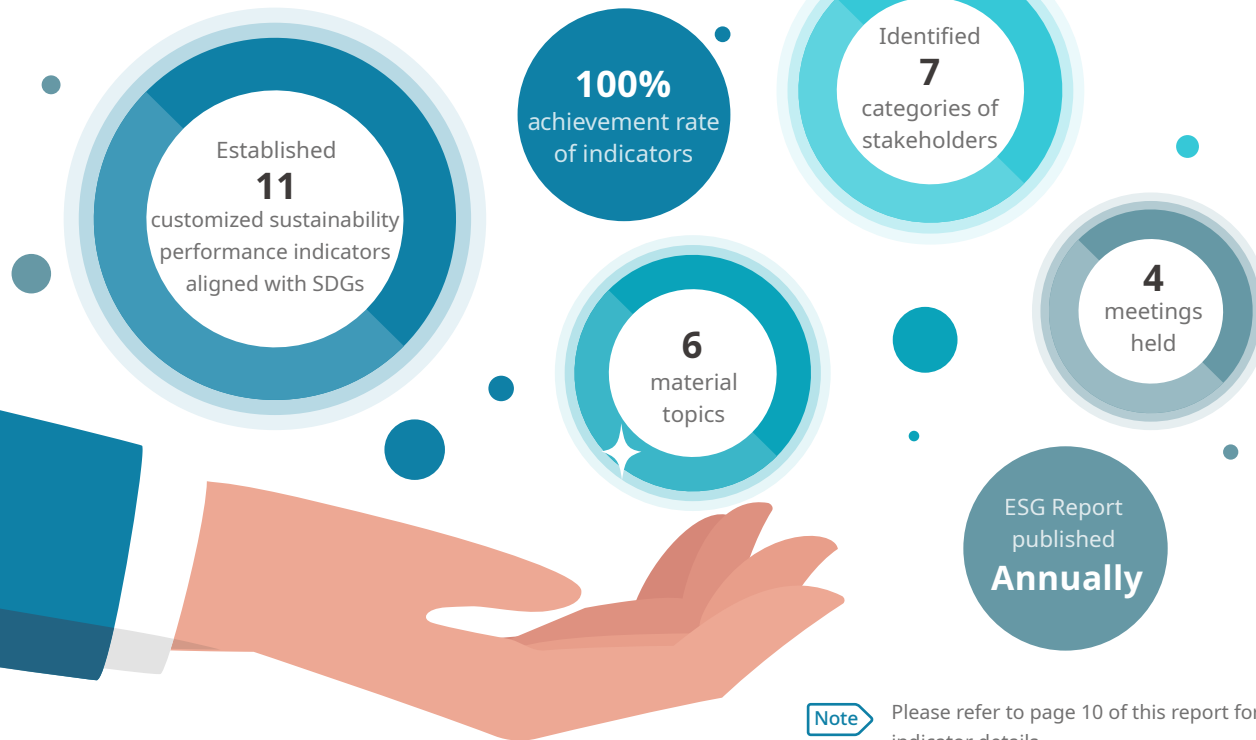 Established
11
customized sustainability
performance indicators
aligned with SDGs
100%
achievement rate
of indicators
Identified
7
categories of
stakeholders
6
material
topics
4
meetings
held
ESG Report
published
Annually
Note
Please refer to page 10 of this report for
indicator details